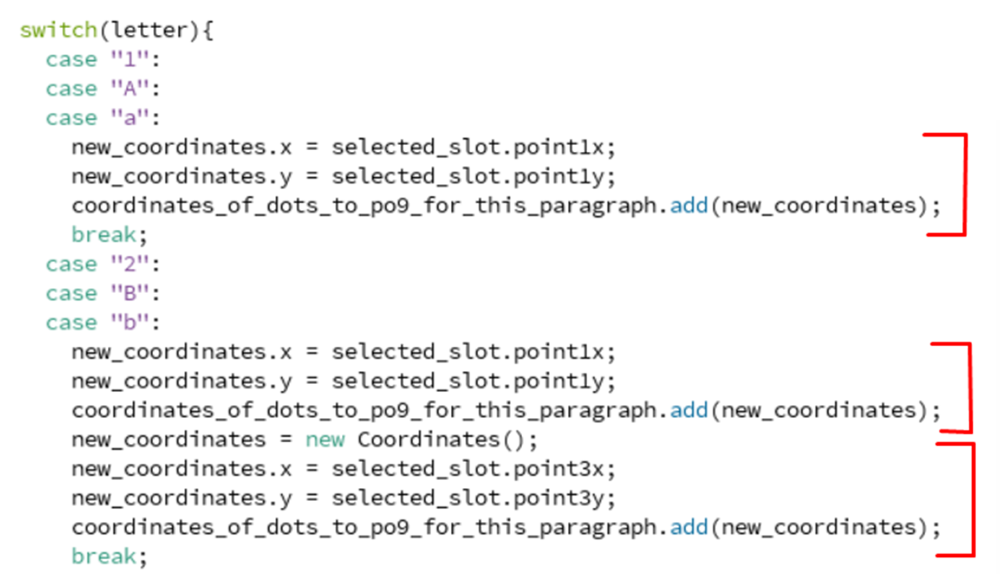 switch(letter){
case "1":
case "A":
case "a":
new_coordinates.x = selected_slot.point1x;
new_coordinates.y = selected_slot.point1y;
coordinates_of_dots_to_po9_for_this_paragraph.add(new_coordinates);
break;
case "2":
case "B":
case "b":
new_coordinates.x = selected_slot.point1x;
new_coordinates.y = selected_slot.point1y;
coordinates_of_dots_to_po9_for_this_paragraph.add(new_coordinates);
new_coordinates = new Coordinates();
new_coordinates.x = selected_slot.point3x;
new_coordinates.y = selected_slot.point3y;
coordinates_of_dots_to_po9_for_this_paragraph.add(new_coordinates);
break;